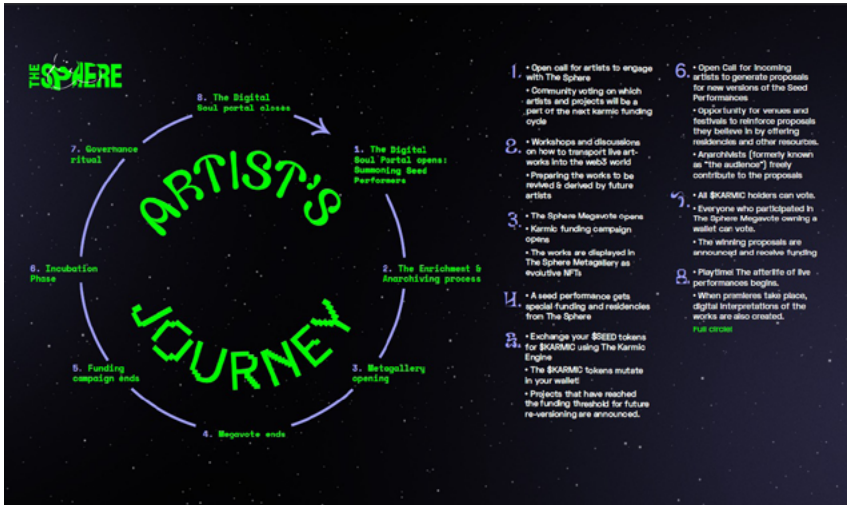 THE SPHERE
ARTIST'S
JOURNEY
1. The Digital
Soul Portal opens:
Summoning Seed
Performers
2. The Enrichment &
Anarchiving process
3. Metagallery
opening
4. Megavote ends
5. Funding
campaign ends
6. Incubation
Phase
7. Governance
ritual
8. The Digital
Soul portal closes
1. • Open call for artists to engage
with The Sphere
• Community voting on which
artists and projects will be a
part of the next karmic funding
cycle
2. • Workshops and discussions
on how to transport live art-
works into the web3 world
• Preparing the works to be
revived & derived by future
artists
3. • The Sphere Megavote opens
• Karmic funding campaign
opens
• The works are displayed in
The Sphere Metagallery as
evolutive NFTs
4. • A seed performance gets
special funding and residencies
from The Sphere
5. • Exchange your $SEED tokens
for $KARMIC using The Karmic
Engine
• The $KARMIC tokens mutate
in your wallet!
• Projects that have reached
the funding threshold for future
re-versioning are announced.
6. • Open Call for incoming
artists to generate proposals
for new versions of the Seed
Performances
• Opportunity for venues and
festivals to reinforce proposals
they believe in by offering
residencies and other resources.
• Anarchivists (formerly known
as "the audience") freely
contribute to the proposals
7. • All $KARMIC holders can vote.
• Everyone who participated in
The Sphere Megavote owning a
wallet can vote.
• The winning proposals are
announced and receive funding
8. • Playtime! The afterlife of live
performances begins.
• When premieres take place,
digital interpretations of the
works are also created.
Full circle!